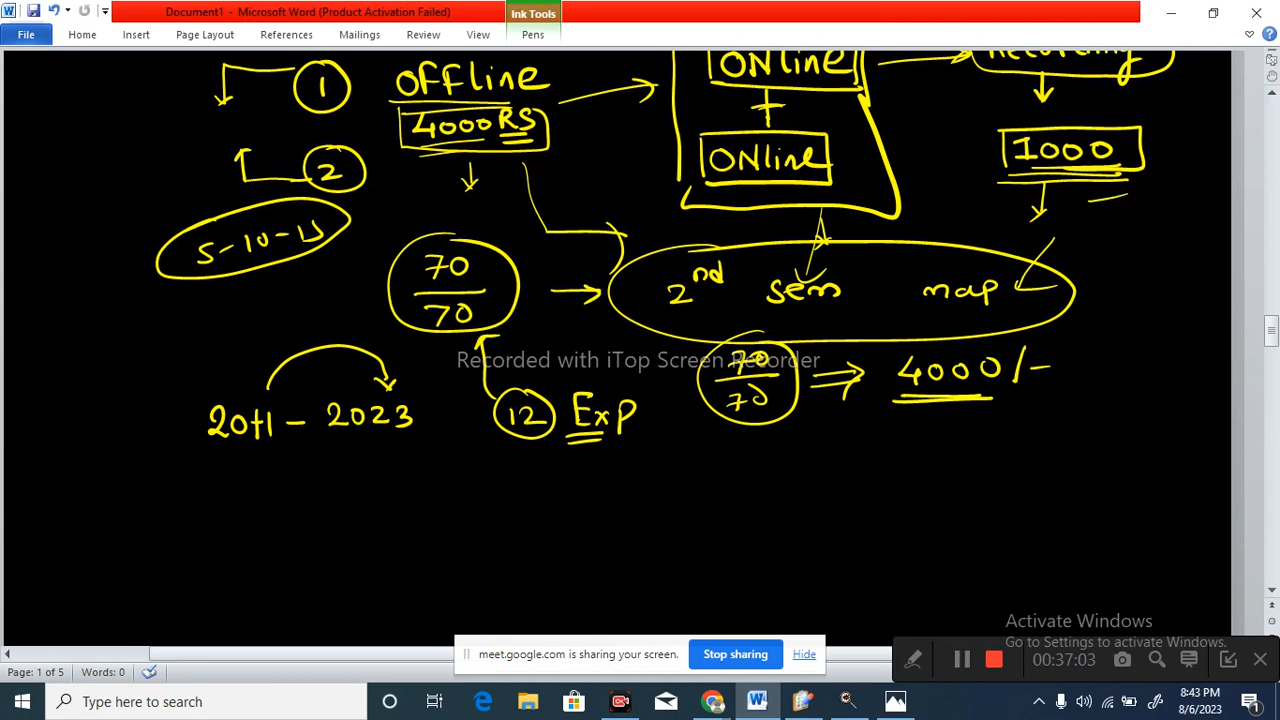 Document1 - Microsoft Word (Product Activation Failed)
Ink Tools
File Home Insert Page Layout References Mailings Review View Pens
1
OFFline
ONLine
4000 RS
+
2
ONLine
1000
5-10-15
70
70
2nd sem map
Recorded with iTop Screen Recorder
70
70
4000/-
2011 - 2023
12 Exp
Activate Windows
Go to Settings to activate Windows.
meet.google.com is sharing your screen.
Stop sharing
Hide
00:37:03
Page: 1 of 5
Words: 0
Type here to search
8:43 PM
8/6/2023